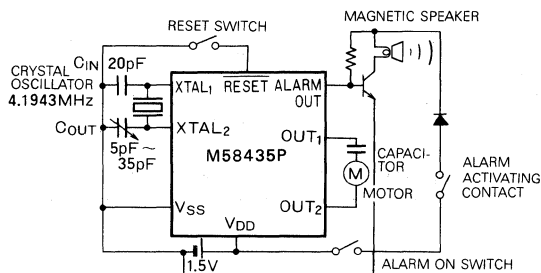 MAGNETIC SPEAKER
RESET SWITCH
CIN
20pF
CRYSTAL
OSCILLATOR
4.1943MHz
XTAL1
RESET
ALARM
OUT
COUT
XTAL2
5pF ~
35pF
M58435P
OUT1
CAPACI-
TOR
M
MOTOR
ALARM
ACTIVATING
CONTACT
VSS
VDD
OUT2
1.5V
ALARM ON SWITCH